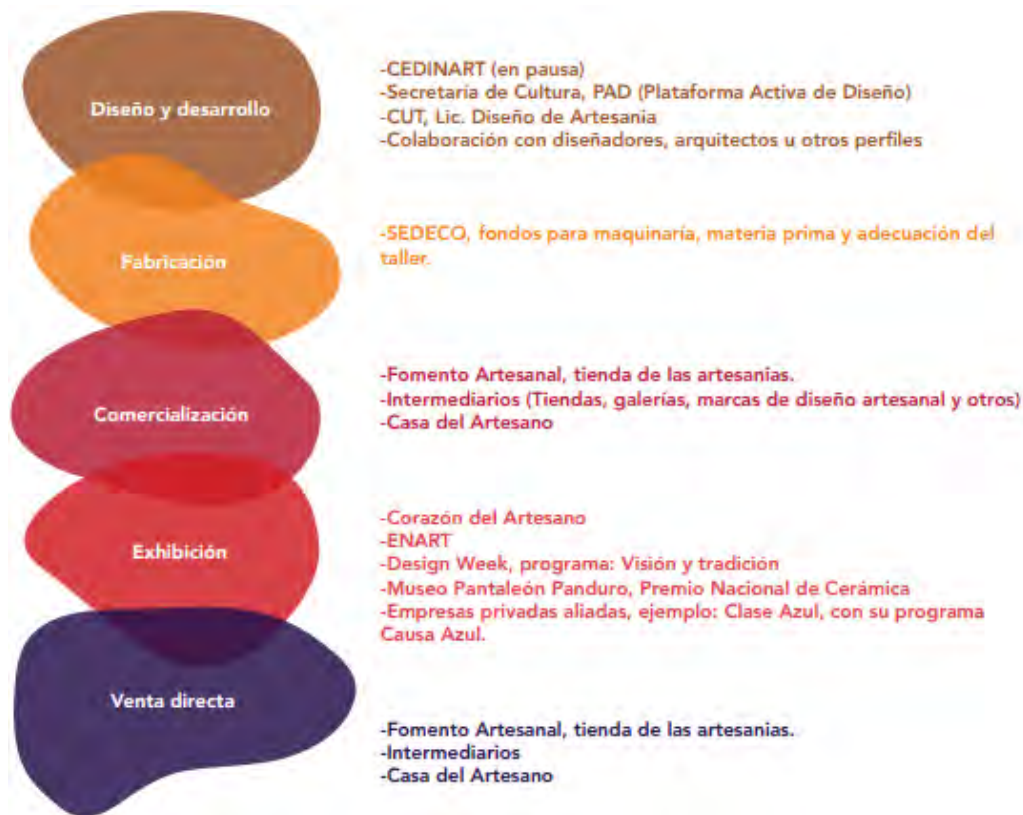 Diseño y desarrollo
-CEDINART (en pausa)
-Secretaría de Cultura, PAD (Plataforma Activa de Diseño)
-CUT, Lic. Diseño de Artesania
-Colaboración con diseñadores, arquitectos u otros perfiles
Fabricación
-SEDECO, fondos para maquinaría, materia prima y adecuación del
taller.
Comercialización
-Fomento Artesanal, tienda de las artesanias.
-Intermediarios (Tiendas, galerías, marcas de diseño artesanal y otros)
-Casa del Artesano
Exhibición
-Corazón del Artesano
-ENART
-Design Week, programa: Visión y tradición
-Museo Pantaleón Panduro, Premio Nacional de Cerámica
-Empresas privadas aliadas, ejemplo: Clase Azul, con su programa
Causa Azul.
Venta directa
-Fomento Artesanal, tienda de las artesanias.
-Intermediarios
-Casa del Artesano